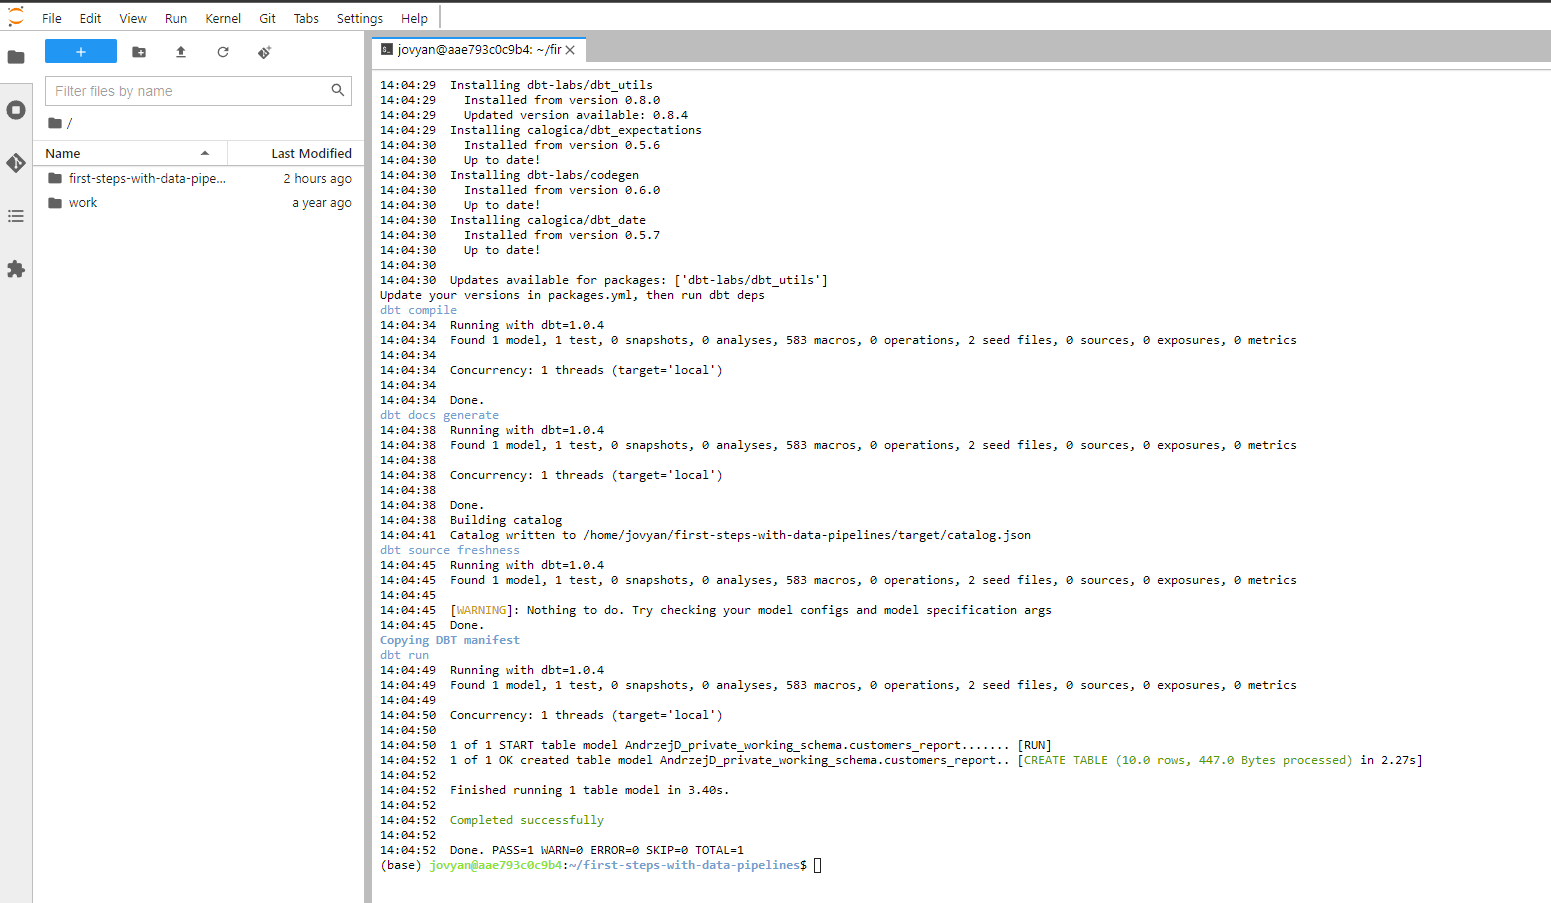 File Edit View Run Kernel Git Tabs Settings Help
+
Filter files by name
/
Name Last Modified
first-steps-with-data-pipe... 2 hours ago
work a year ago
jovyan@aae793c0c9b4: ~/fir
14:04:29 Installing dbt-labs/dbt_utils
14:04:29 Installed from version 0.8.0
14:04:29 Updated version available: 0.8.4
14:04:29 Installing calogica/dbt_expectations
14:04:30 Installed from version 0.5.6
14:04:30 Up to date!
14:04:30 Installing dbt-labs/codegen
14:04:30 Installed from version 0.6.0
14:04:30 Up to date!
14:04:30 Installing calogica/dbt_date
14:04:30 Installed from version 0.5.7
14:04:30 Up to date!
14:04:30
14:04:30 Updates available for packages: ['dbt-labs/dbt_utils']
Update your versions in packages.yml, then run dbt deps
dbt compile
14:04:34 Running with dbt=1.0.4
14:04:34 Found 1 model, 1 test, 0 snapshots, 0 analyses, 583 macros, 0 operations, 2 seed files, 0 sources, 0 exposures, 0 metrics
14:04:34
14:04:34 Concurrency: 1 threads (target='local')
14:04:34
14:04:34 Done.
dbt docs generate
14:04:38 Running with dbt=1.0.4
14:04:38 Found 1 model, 1 test, 0 snapshots, 0 analyses, 583 macros, 0 operations, 2 seed files, 0 sources, 0 exposures, 0 metrics
14:04:38
14:04:38 Concurrency: 1 threads (target='local')
14:04:38
14:04:38 Done.
14:04:38 Building catalog
14:04:41 Catalog written to /home/jovyan/first-steps-with-data-pipelines/target/catalog.json
dbt source freshness
14:04:45 Running with dbt=1.0.4
14:04:45 Found 1 model, 1 test, 0 snapshots, 0 analyses, 583 macros, 0 operations, 2 seed files, 0 sources, 0 exposures, 0 metrics
14:04:45
14:04:45 [WARNING]: Nothing to do. Try checking your model configs and model specification args
14:04:45 Done.
Copying DBT manifest
dbt run
14:04:49 Running with dbt=1.0.4
14:04:49 Found 1 model, 1 test, 0 snapshots, 0 analyses, 583 macros, 0 operations, 2 seed files, 0 sources, 0 exposures, 0 metrics
14:04:49
14:04:50 Concurrency: 1 threads (target='local')
14:04:50
14:04:50 1 of 1 START table model AndrzejD_private_working_schema.customers_report....... [RUN]
14:04:52 1 of 1 OK created table model AndrzejD_private_working_schema.customers_report.. [CREATE TABLE (10.0 rows, 447.0 Bytes processed) in 2.27s]
14:04:52
14:04:52 Finished running 1 table model in 3.40s.
14:04:52
14:04:52 Completed successfully
14:04:52
14:04:52 Done. PASS=1 WARN=0 ERROR=0 SKIP=0 TOTAL=1
(base) jovyan@aae793c0c9b4:~/first-steps-with-data-pipelines$